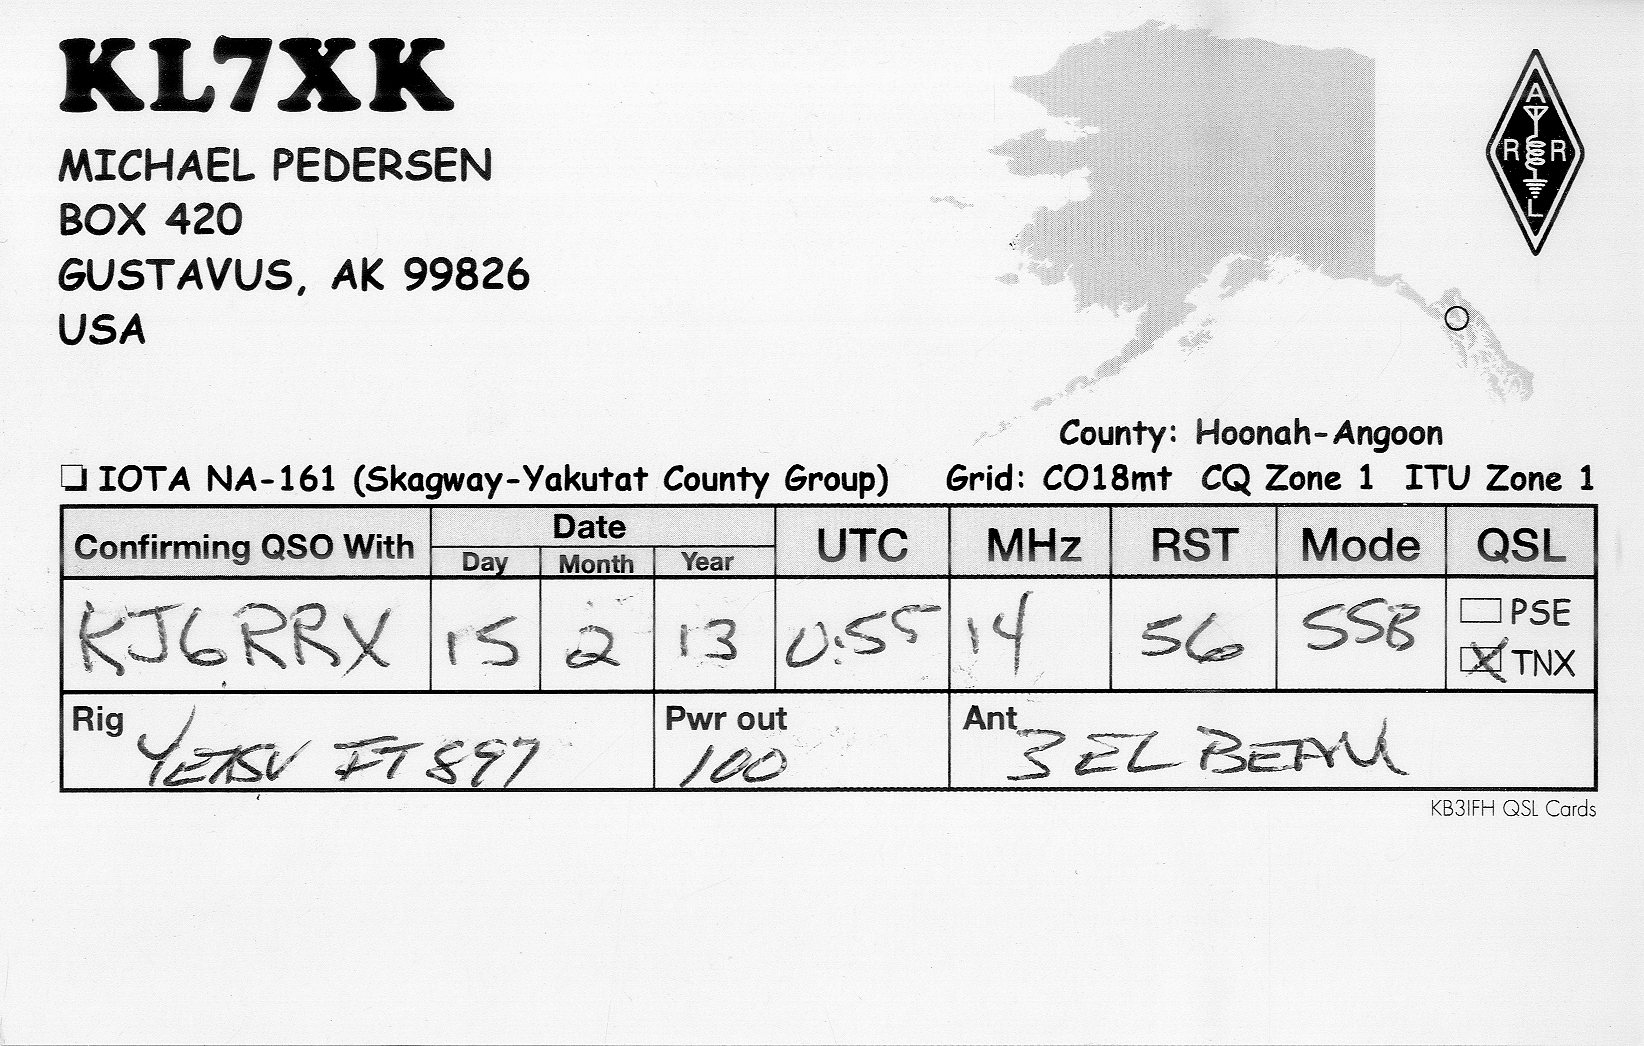 KL7XK
MICHAEL PEDERSEN
BOX 420
GUSTAVUS, AK 99826
USA
A
R R
L
County: Hoonah-Angoon
IOTA NA-161 (Skagway-Yakutat County Group) Grid: CO18mt CQ Zone 1 ITU Zone 1
Confirming QSO With Date UTC MHz RST Mode QSL
Day Month Year
KJ6RRX 15 2 13 0:55 14 56 SSB PSE
X TNX
Rig YEASU FT 897 Pwr out 100 Ant 3 EL BEAM
KB3IFH QSL Cards